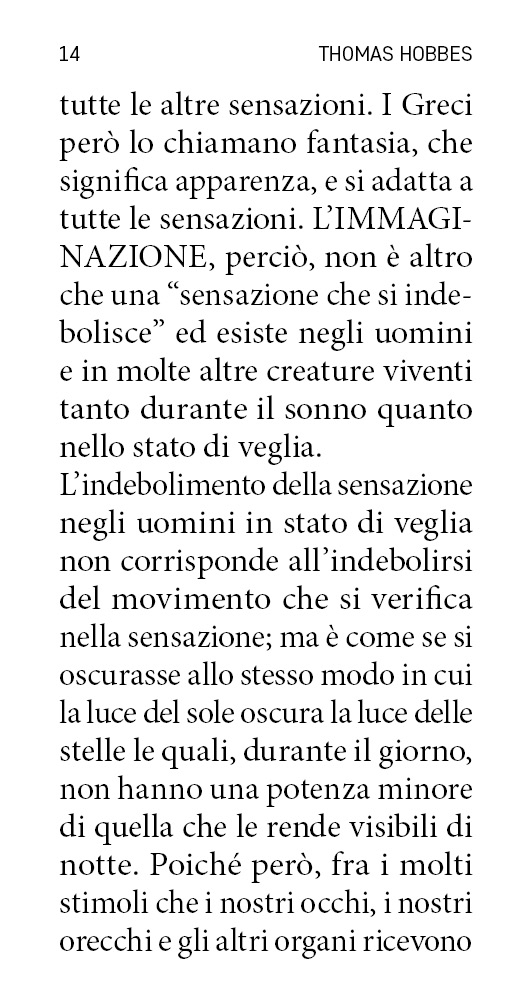 14 THOMAS HOBBES
tutte le altre sensazioni. I Greci
però lo chiamano fantasia, che
significa apparenza, e si adatta a
tutte le sensazioni. L’IMMAGI-
NAZIONE, perciò, non è altro
che una “sensazione che si inde-
bolisce” ed esiste negli uomini
e in molte altre creature viventi
tanto durante il sonno quanto
nello stato di veglia.
L’indebolimento della sensazione
negli uomini in stato di veglia
non corrisponde all’indebolirsi
del movimento che si verifica
nella sensazione; ma è come se si
oscurasse allo stesso modo in cui
la luce del sole oscura la luce delle
stelle le quali, durante il giorno,
non hanno una potenza minore
di quella che le rende visibili di
notte. Poiché però, fra i molti
stimoli che i nostri occhi, i nostri
orecchi e gli altri organi ricevono